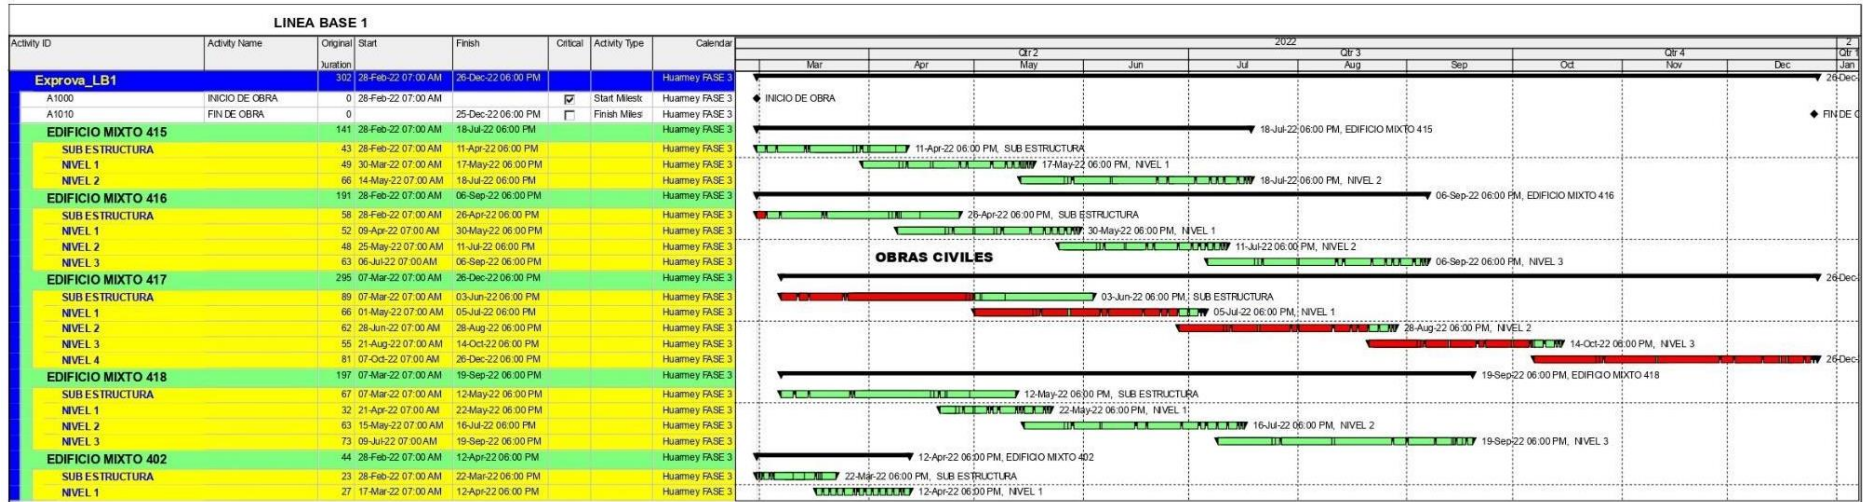 LINEA BASE 1
Activity ID Activity Name Original Duration Start Finish Critical Activity Type Calendar
2022 2
Qtr 2 Qtr 3 Qtr 4 Qtr 1
Mar Apr May Jun Jul Aug Sep Oct Nov Dec Jan
Exprova_LB1 302 28-Feb-22 07:00 AM 26-Dec-22 06:00 PM Huarmey FASE 3 26-Dec-
A1000 INICIO DE OBRA 0 28-Feb-22 07:00 AM Start Milest Huarmey FASE 3 INICIO DE OBRA
A1010 FIN DE OBRA 0 25-Dec-22 06:00 PM Finish Miles Huarmey FASE 3 FIN DE O
EDIFICIO MIXTO 415 141 28-Feb-22 07:00 AM 18-Jul-22 06:00 PM Huarmey FASE 3 18-Jul-22 06:00 PM, EDIFICIO MIXTO 415
SUB ESTRUCTURA 43 28-Feb-22 07:00 AM 11-Apr-22 06:00 PM Huarmey FASE 3 11-Apr-22 06:00 PM, SUB ESTRUCTURA
NIVEL 1 49 30-Mar-22 07:00 AM 17-May-22 06:00 PM Huarmey FASE 3 17-May-22 06:00 PM, NIVEL 1
NIVEL 2 66 14-May-22 07:00 AM 18-Jul-22 06:00 PM Huarmey FASE 3 18-Jul-22 06:00 PM, NIVEL 2
EDIFICIO MIXTO 416 191 28-Feb-22 07:00 AM 06-Sep-22 06:00 PM Huarmey FASE 3 06-Sep-22 06:00 PM, EDIFICIO MIXTO 416
SUB ESTRUCTURA 58 28-Feb-22 07:00 AM 26-Apr-22 06:00 PM Huarmey FASE 3 26-Apr-22 06:00 PM, SUB ESTRUCTURA
NIVEL 1 52 09-Apr-22 07:00 AM 30-May-22 06:00 PM Huarmey FASE 3 30-May-22 06:00 PM, NIVEL 1
NIVEL 2 48 25-May-22 07:00 AM 11-Jul-22 06:00 PM Huarmey FASE 3 11-Jul-22 06:00 PM, NIVEL 2
NIVEL 3 63 06-Jul-22 07:00 AM 06-Sep-22 06:00 PM Huarmey FASE 3 OBRAS CIVILES 06-Sep-22 06:00 PM, NIVEL 3
EDIFICIO MIXTO 417 295 07-Mar-22 07:00 AM 26-Dec-22 06:00 PM Huarmey FASE 3 26-Dec-
SUB ESTRUCTURA 89 07-Mar-22 07:00 AM 03-Jun-22 06:00 PM Huarmey FASE 3 03-Jun-22 06:00 PM, SUB ESTRUCTURA
NIVEL 1 66 01-May-22 07:00 AM 05-Jul-22 06:00 PM Huarmey FASE 3 05-Jul-22 06:00 PM, NIVEL 1
NIVEL 2 62 28-Jun-22 07:00 AM 28-Aug-22 06:00 PM Huarmey FASE 3 28-Aug-22 06:00 PM, NIVEL 2
NIVEL 3 55 21-Aug-22 07:00 AM 14-Oct-22 06:00 PM Huarmey FASE 3 14-Oct-22 06:00 PM, NIVEL 3
NIVEL 4 81 07-Oct-22 07:00 AM 26-Dec-22 06:00 PM Huarmey FASE 3 26-Dec-
EDIFICIO MIXTO 418 197 07-Mar-22 07:00 AM 19-Sep-22 06:00 PM Huarmey FASE 3 19-Sep-22 06:00 PM, EDIFICIO MIXTO 418
SUB ESTRUCTURA 67 07-Mar-22 07:00 AM 12-May-22 06:00 PM Huarmey FASE 3 12-May-22 06:00 PM, SUB ESTRUCTURA
NIVEL 1 32 21-Apr-22 07:00 AM 22-May-22 06:00 PM Huarmey FASE 3 22-May-22 06:00 PM, NIVEL 1
NIVEL 2 63 15-May-22 07:00 AM 16-Jul-22 06:00 PM Huarmey FASE 3 16-Jul-22 06:00 PM, NIVEL 2
NIVEL 3 73 09-Jul-22 07:00 AM 19-Sep-22 06:00 PM Huarmey FASE 3 19-Sep-22 06:00 PM, NIVEL 3
EDIFICIO MIXTO 402 44 28-Feb-22 07:00 AM 12-Apr-22 06:00 PM Huarmey FASE 3 12-Apr-22 06:00 PM, EDIFICIO MIXTO 402
SUB ESTRUCTURA 23 28-Feb-22 07:00 AM 22-Mar-22 06:00 PM Huarmey FASE 3 22-Mar-22 06:00 PM, SUB ESTRUCTURA
NIVEL 1 27 17-Mar-22 07:00 AM 12-Apr-22 06:00 PM Huarmey FASE 3 12-Apr-22 06:00 PM, NIVEL 1